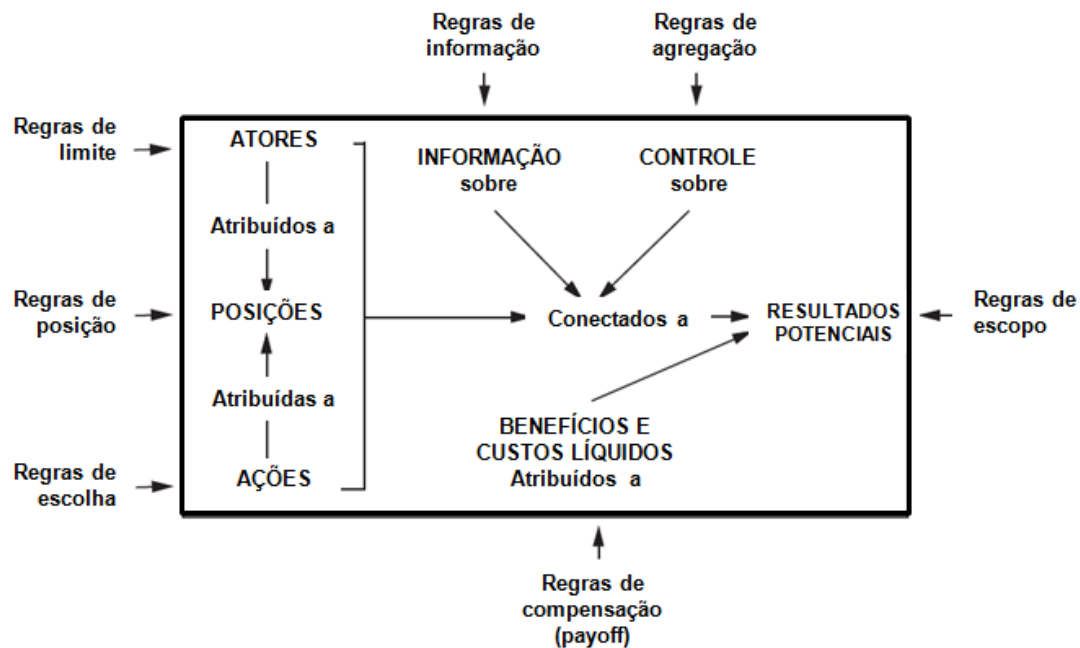 Regras de
informação
Regras de
agregação
Regras de
limite
ATORES
INFORMAÇÃO
sobre
CONTROLE
sobre
Atribuídos a
Regras de
posição
POSIÇÕES
Conectados a
RESULTADOS
POTENCIAIS
Regras de
escopo
Atribuídas a
BENEFÍCIOS E
CUSTOS LÍQUIDOS
Atribuídos a
Regras de
escolha
AÇÕES
Regras de
compensação
(payoff)